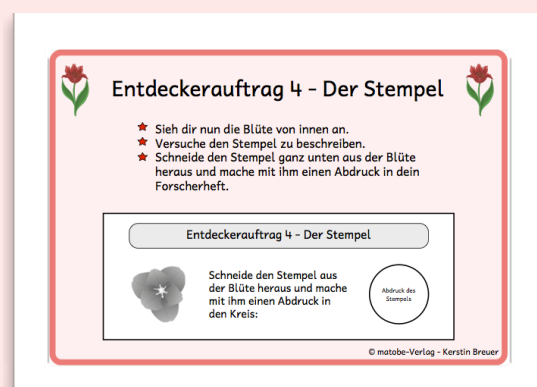 Entdeckerauftrag 4 - Der Stempel
Sieh dir nun die Blüte von innen an.
Versuche den Stempel zu beschreiben.
Schneide den Stempel ganz unten aus der Blüte
heraus und mache mit ihm einen Abdruck in dein
Forscherheft.
Entdeckerauftrag 4 - Der Stempel
Schneide den Stempel aus
der Blüte heraus und mache
mit ihm einen Abdruck in
den Kreis:
Abdruck des
Stempels
© matobe-Verlag - Kerstin Breuer